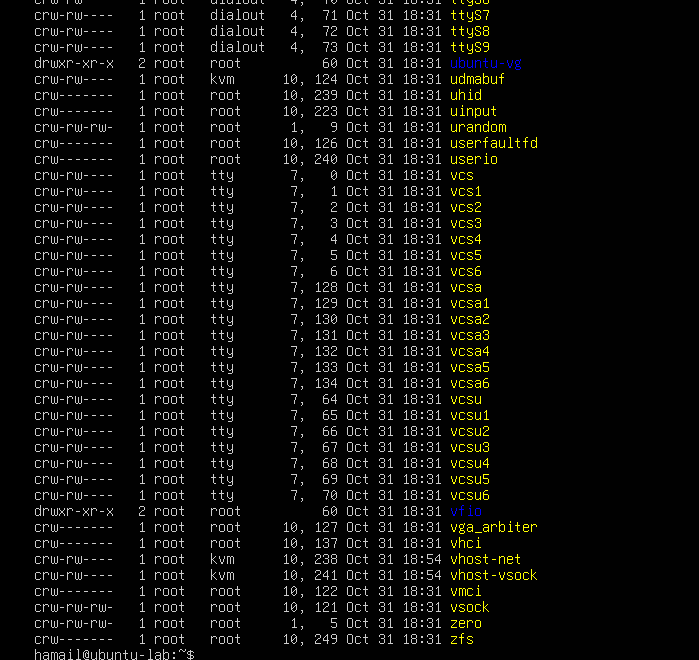 crw-rw---- 1 root dialout 4, 70 Oct 31 18:31 ttyS6
crw-rw---- 1 root dialout 4, 71 Oct 31 18:31 ttyS7
crw-rw---- 1 root dialout 4, 72 Oct 31 18:31 ttyS8
crw-rw---- 1 root dialout 4, 73 Oct 31 18:31 ttyS9
drwxr-xr-x 2 root root 60 Oct 31 18:31 ubuntu-vg
crw-rw---- 1 root kvm 10, 124 Oct 31 18:31 udmabuf
crw------- 1 root root 10, 239 Oct 31 18:31 uhid
crw------- 1 root root 10, 223 Oct 31 18:31 uinput
crw-rw-rw- 1 root root 1, 9 Oct 31 18:31 urandom
crw------- 1 root root 10, 126 Oct 31 18:31 userfaultfd
crw------- 1 root root 10, 240 Oct 31 18:31 userio
crw-rw---- 1 root tty 7, 0 Oct 31 18:31 vcs
crw-rw---- 1 root tty 7, 1 Oct 31 18:31 vcs1
crw-rw---- 1 root tty 7, 2 Oct 31 18:31 vcs2
crw-rw---- 1 root tty 7, 3 Oct 31 18:31 vcs3
crw-rw---- 1 root tty 7, 4 Oct 31 18:31 vcs4
crw-rw---- 1 root tty 7, 5 Oct 31 18:31 vcs5
crw-rw---- 1 root tty 7, 6 Oct 31 18:31 vcs6
crw-rw---- 1 root tty 7, 128 Oct 31 18:31 vcsa
crw-rw---- 1 root tty 7, 129 Oct 31 18:31 vcsa1
crw-rw---- 1 root tty 7, 130 Oct 31 18:31 vcsa2
crw-rw---- 1 root tty 7, 131 Oct 31 18:31 vcsa3
crw-rw---- 1 root tty 7, 132 Oct 31 18:31 vcsa4
crw-rw---- 1 root tty 7, 133 Oct 31 18:31 vcsa5
crw-rw---- 1 root tty 7, 134 Oct 31 18:31 vcsa6
crw-rw---- 1 root tty 7, 64 Oct 31 18:31 vcsu
crw-rw---- 1 root tty 7, 65 Oct 31 18:31 vcsu1
crw-rw---- 1 root tty 7, 66 Oct 31 18:31 vcsu2
crw-rw---- 1 root tty 7, 67 Oct 31 18:31 vcsu3
crw-rw---- 1 root tty 7, 68 Oct 31 18:31 vcsu4
crw-rw---- 1 root tty 7, 69 Oct 31 18:31 vcsu5
crw-rw---- 1 root tty 7, 70 Oct 31 18:31 vcsu6
drwxr-xr-x 2 root root 60 Oct 31 18:31 vfio
crw------- 1 root root 10, 127 Oct 31 18:31 vga_arbiter
crw------- 1 root root 10, 137 Oct 31 18:31 vhci
crw-rw---- 1 root kvm 10, 238 Oct 31 18:54 vhost-net
crw-rw---- 1 root kvm 10, 241 Oct 31 18:54 vhost-vsock
crw------- 1 root root 10, 122 Oct 31 18:31 vmci
crw-rw-rw- 1 root root 10, 121 Oct 31 18:31 vsock
crw-rw-rw- 1 root root 1, 5 Oct 31 18:31 zero
crw-rw-rw- 1 root root 10, 249 Oct 31 18:31 zfs
hamail@ubuntu-lab:~$